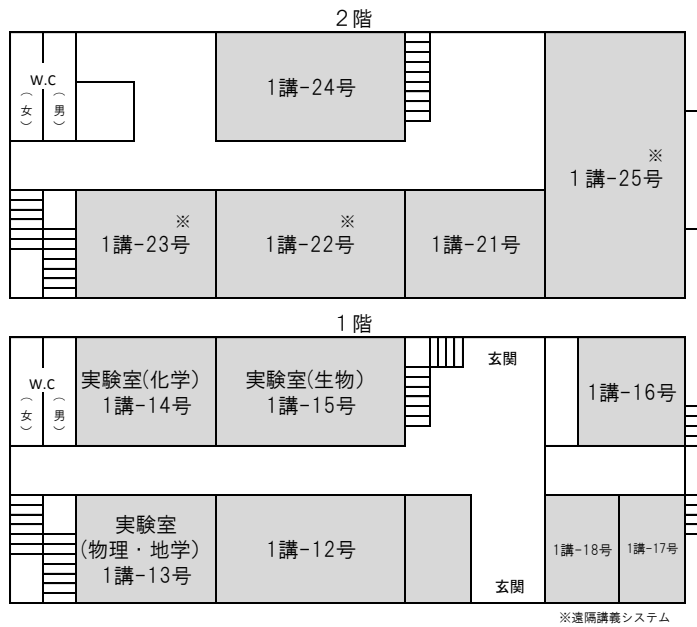 ２階
W.C
（女）
（男）
1講-24号
※
１講-25号
※
1講-23号
※
1講-22号
1講-21号
１階
W.C
（女）
（男）
実験室(化学)
1講-14号
実験室(生物)
1講-15号
玄関
1講-16号
実験室
(物理・地学)
1講-13号
1講-12号
玄関
1講-18号
1講-17号
※遠隔講義システム